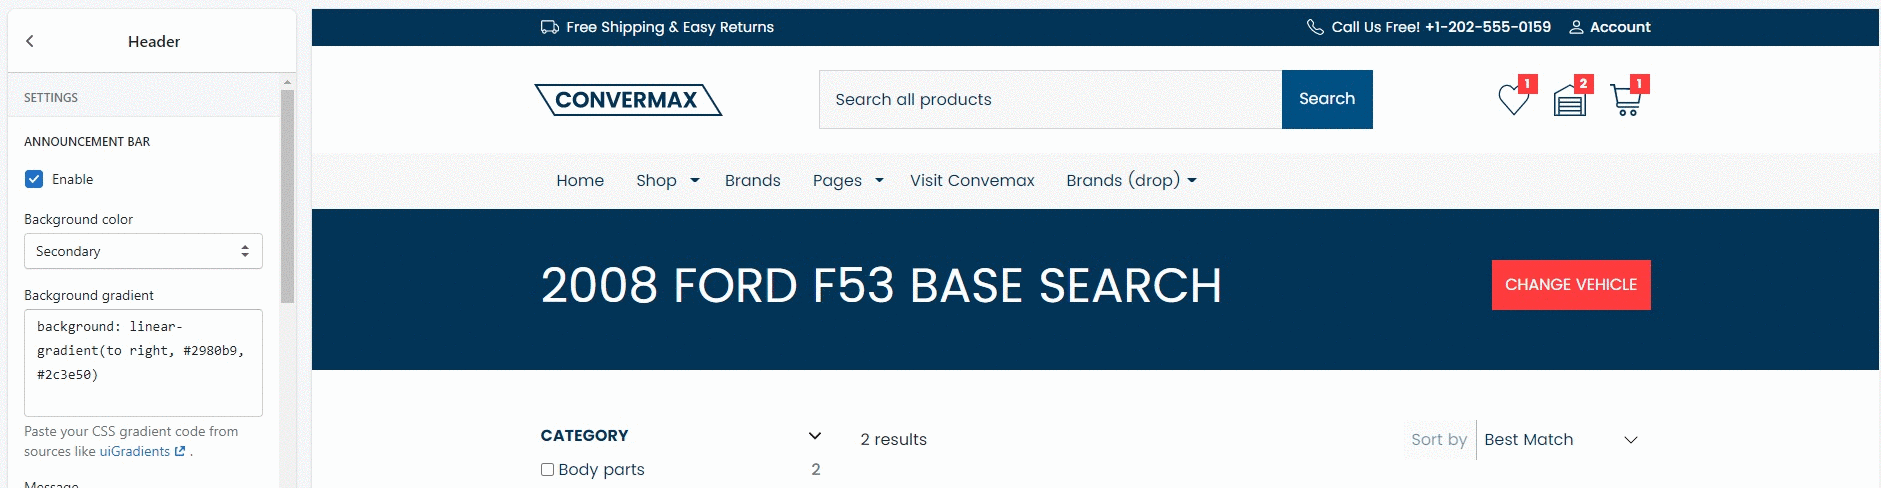 Header
SETTINGS
ANNOUNCEMENT BAR
Enable
Background color
Secondary
Background gradient
background: linear-
gradient(to right, #2980b9,
#2c3e50)
Paste your CSS gradient code from
sources like uiGradients .
Message
Free Shipping & Easy Returns
Call Us Free! +1-202-555-0159 Account
CONVERMAX
Search all products
Search
1
2
1
Home Shop Brands Pages Visit Convemax Brands (drop)
2008 FORD F53 BASE SEARCH
CHANGE VEHICLE
CATEGORY
Body parts 2
2 results
Sort by Best Match